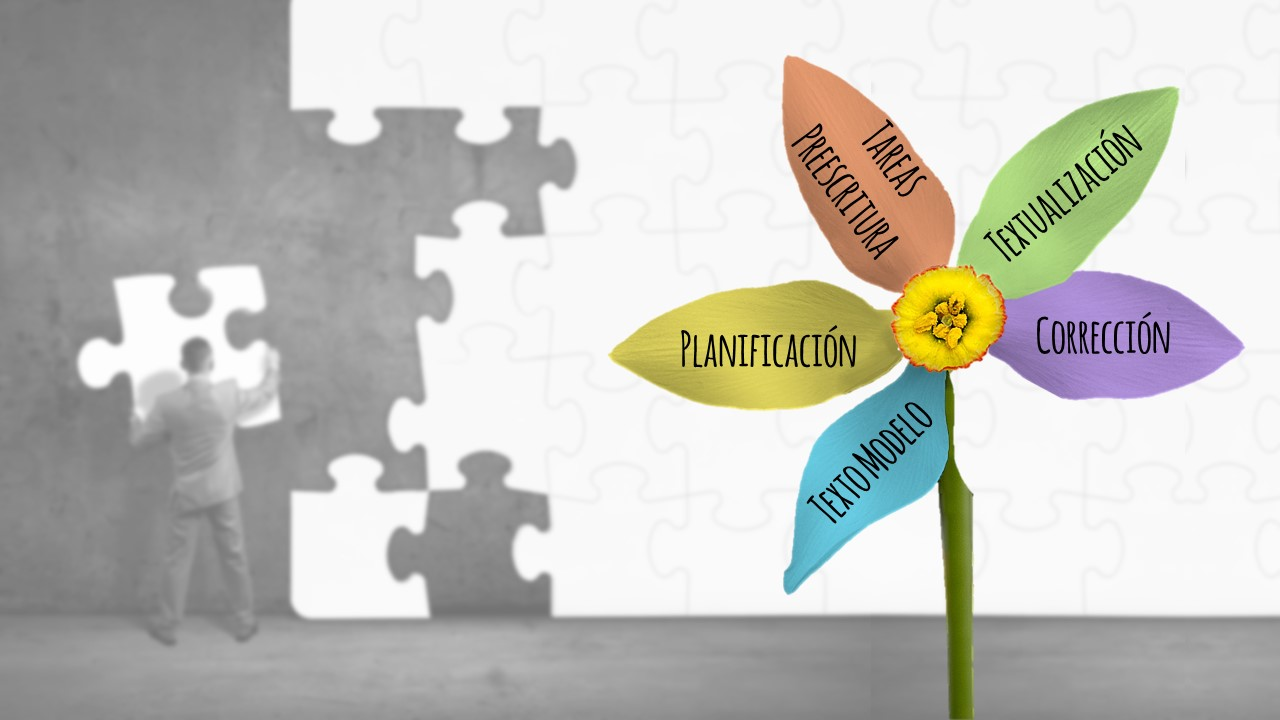 Tareas
Preescritura
Textualización
Planificación
Corrección
Texto Modelo